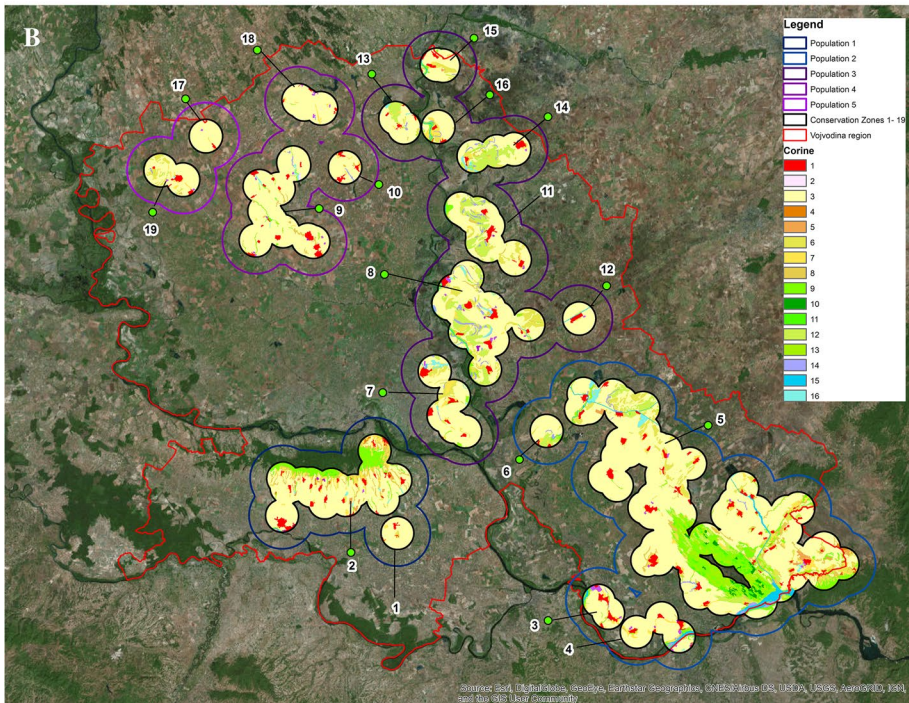 B
Legend
Population 1
Population 2
Population 3
Population 4
Population 5
Conservation Zones 1- 19
Vojvodina region
Corine
1
2
3
4
5
6
7
8
9
10
11
12
13
14
15
16
15
18
13
16
17
14
10
11
9
19
8
12
7
5
6
2
1
3
4
Source: Esri, DigitalGlobe, GeoEye, Earthstar Geographics, CNES/Airbus DS, USDA, USGS, AeroGRID, IGN,
and the GIS User Community